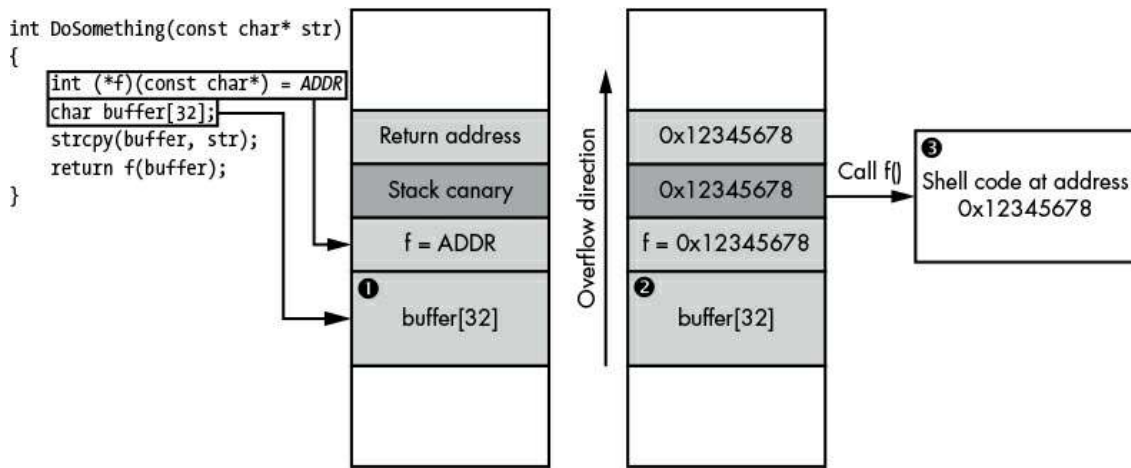 int DoSomething(const char* str)
{
int (*f)(const char*) = ADDR
char buffer[32];
strcpy(buffer, str);
return f(buffer);
}
Return address
Stack canary
f = ADDR
❶
buffer[32]
Overflow direction
0x12345678
0x12345678
f = 0x12345678
❷
buffer[32]
Call f()
❸
Shell code at address
0x12345678